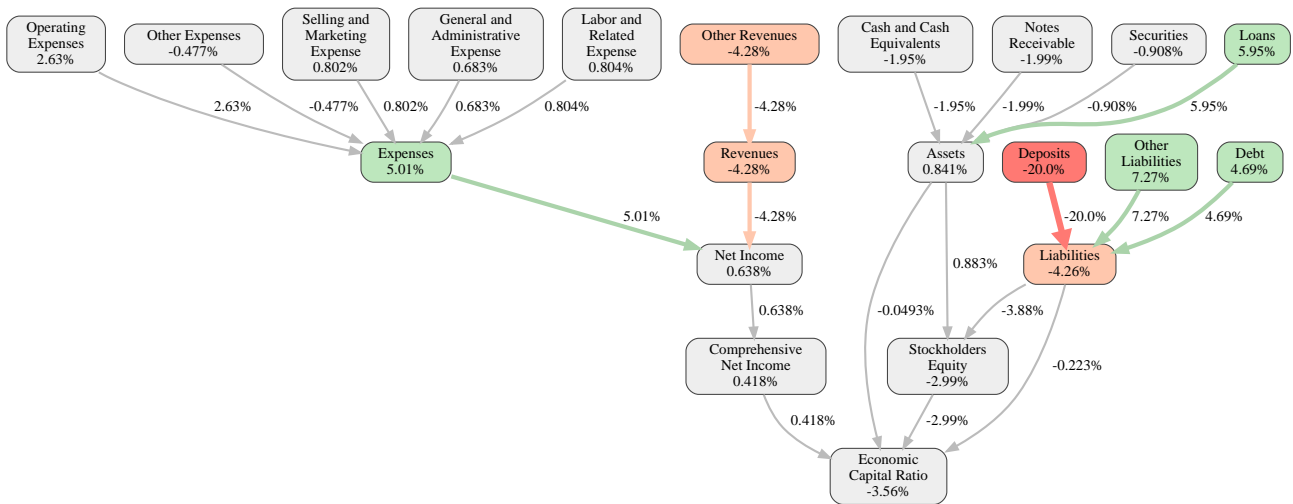 Operating
Expenses
2.63%
Other Expenses
-0.477%
Selling and
Marketing
Expense
0.802%
General and
Administrative
Expense
0.683%
Labor and
Related
Expense
0.804%
Other Revenues
-4.28%
Cash and Cash
Equivalents
-1.95%
Notes
Receivable
-1.99%
Securities
-0.908%
Loans
5.95%
2.63%
-0.477%
0.802%
0.683%
0.804%
-4.28%
-1.95%
-1.99%
-0.908%
5.95%
Expenses
5.01%
Revenues
-4.28%
Assets
0.841%
Deposits
-20.0%
Other
Liabilities
7.27%
Debt
4.69%
5.01%
-4.28%
-20.0%
7.27%
4.69%
Net Income
0.638%
0.883%
Liabilities
-4.26%
0.638%
-0.0493%
-3.88%
Comprehensive
Net Income
0.418%
Stockholders
Equity
-2.99%
-0.223%
0.418%
-2.99%
Economic
Capital Ratio
-3.56%